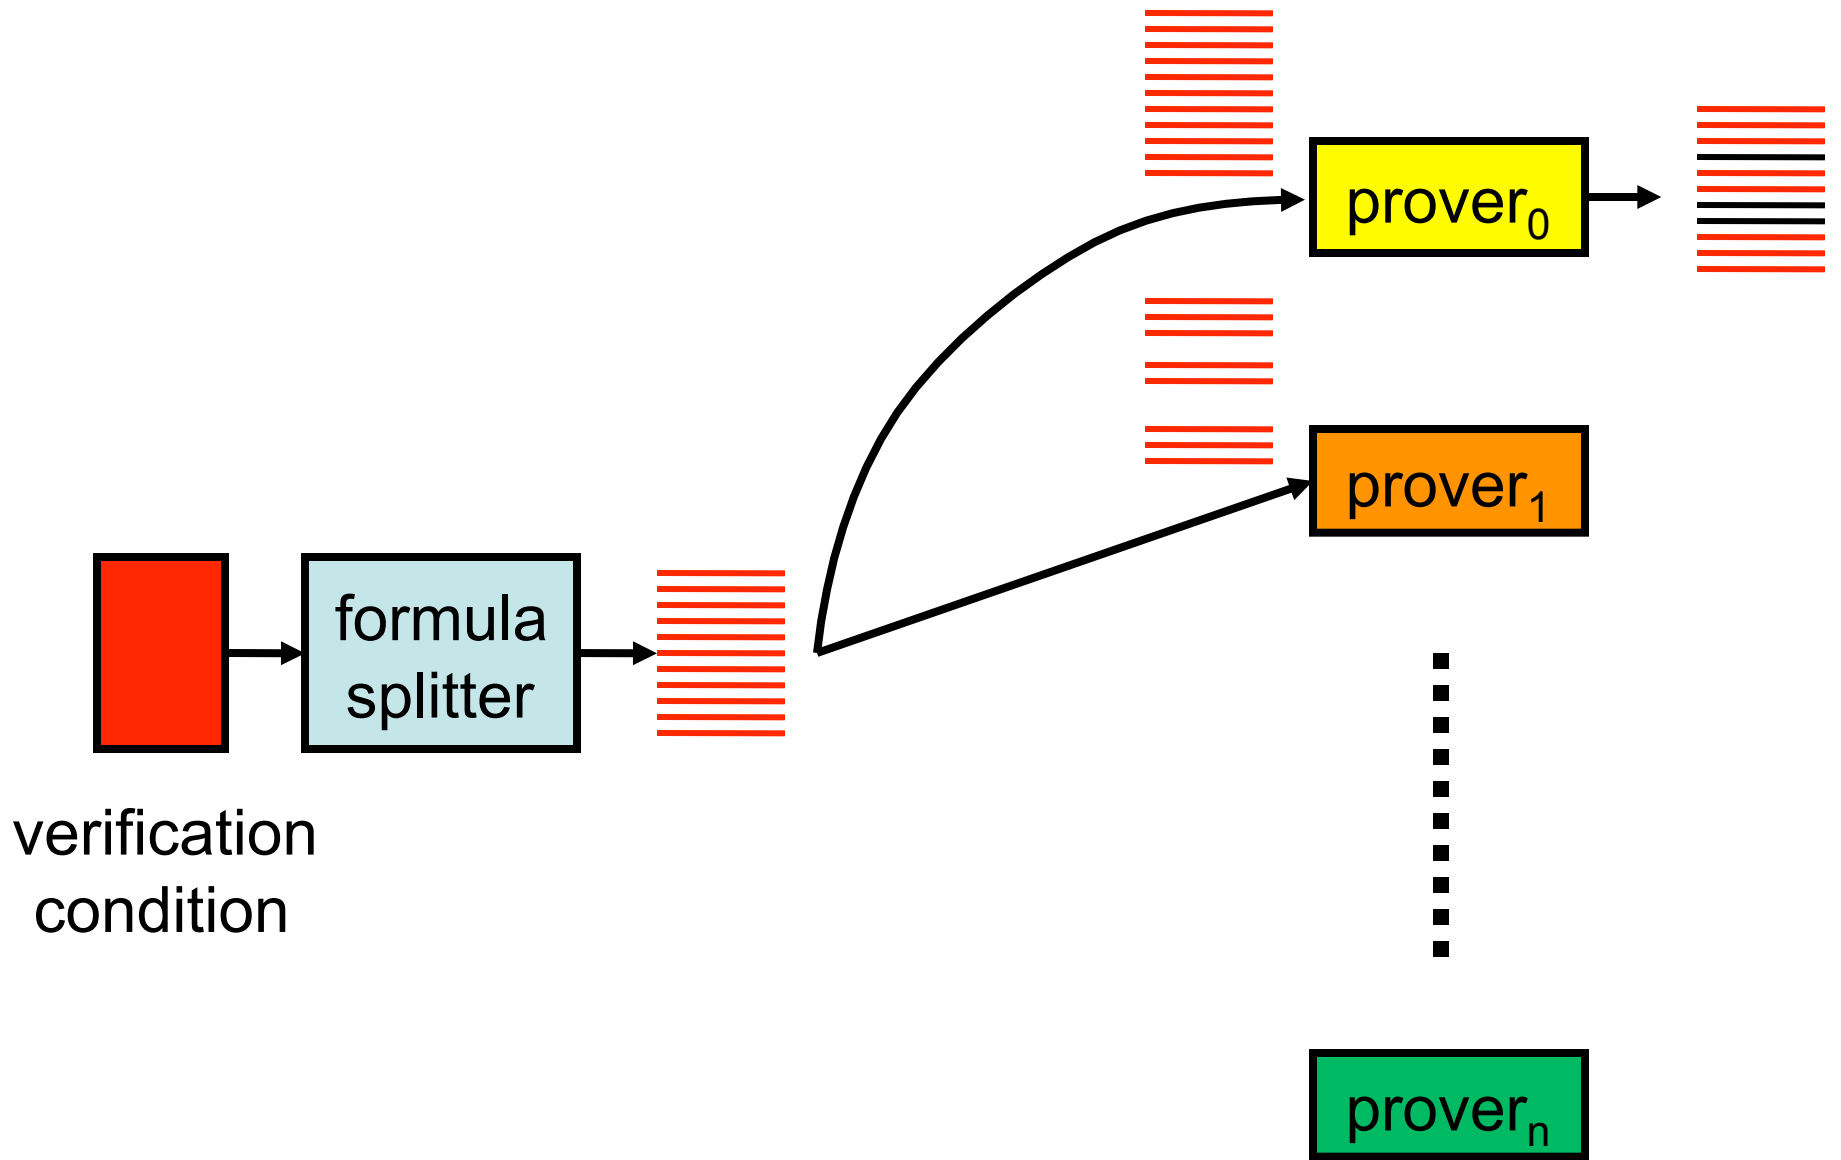 prover₀
prover₁
formula
splitter
verification
condition
proverₙ